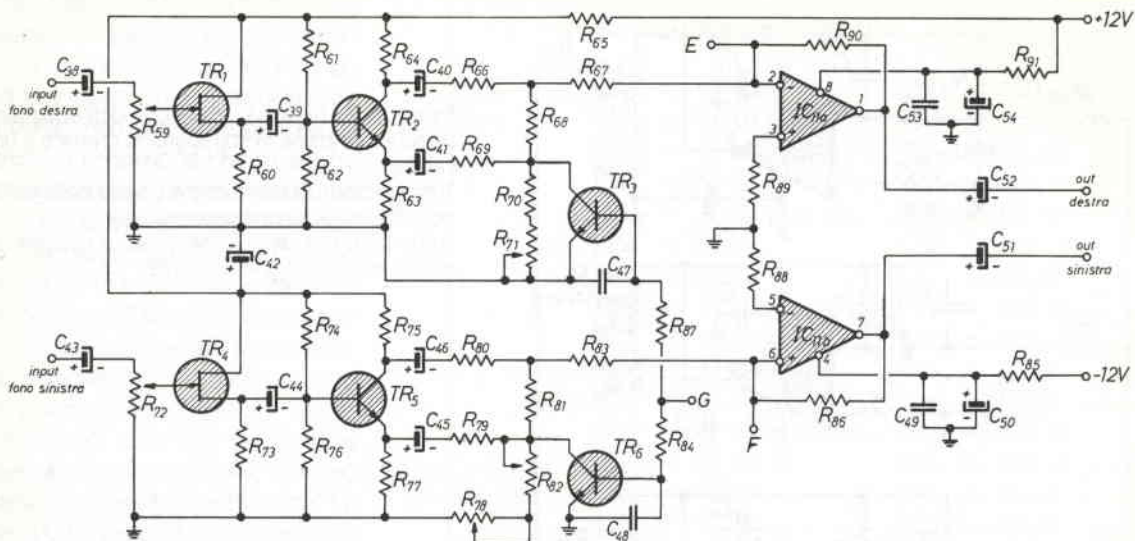 +12V
R65
E
R90
R91
R61
R64
C40
R66
R67
C38
TR1
input
fono destra
R59
C39
TR2
R68
2
-
8
IC11a
1
3
+
C53
C54
R60
R62
C41
R69
R63
R70
R71
TR3
R89
C52
out
destra
C42
C47
C51
out
sinistra
R88
R87
R74
R75
C46
R80
R83
C43
TR4
input
fono sinistra
R72
C44
TR5
R81
5
-
IC11b
7
6
+
4
G
R85
-12V
C45
R79
R84
R86
C49
C50
F
R73
R76
R77
R82
TR6
R78
C48